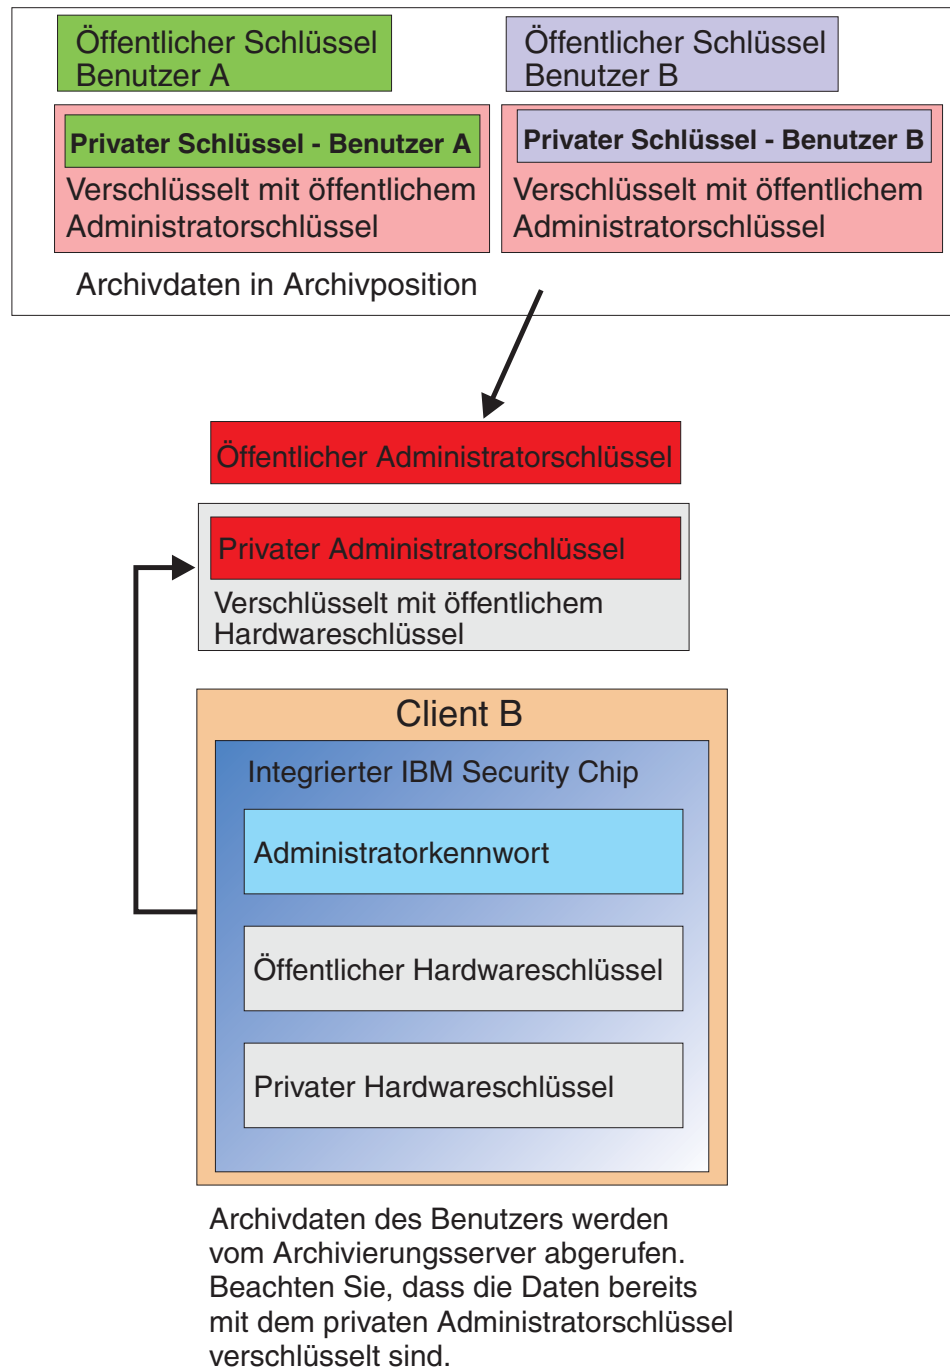 Öffentlicher Schlüssel
Benutzer A
Öffentlicher Schlüssel
Benutzer B
Privater Schlüssel - Benutzer A
Verschlüsselt mit öffentlichem
Administratorschlüssel
Privater Schlüssel - Benutzer B
Verschlüsselt mit öffentlichem
Administratorschlüssel
Archivdaten in Archivposition
Öffentlicher Administratorschlüssel
Privater Administratorschlüssel
Verschlüsselt mit öffentlichem
Hardwareschlüssel
Client B
Integrierter IBM Security Chip
Administratorkennwort
Öffentlicher Hardwareschlüssel
Privater Hardwareschlüssel
Archivdaten des Benutzers werden
vom Archivierungsserver abgerufen.
Beachten Sie, dass die Daten bereits
mit dem privaten Administratorschlüssel
verschlüsselt sind.